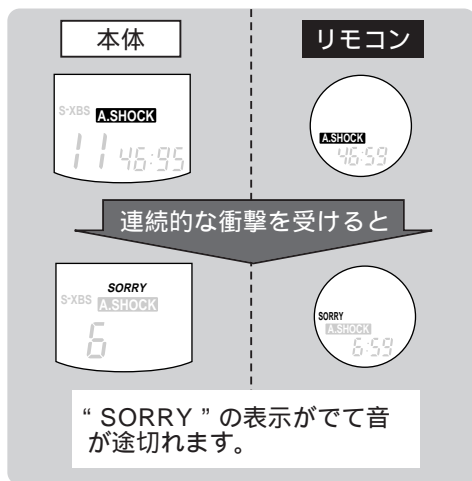 本体
リモコン
S·XBS A.SHOCK
11 46:95
A.SHOCK
46:59
連続的な衝撃を受けると
SORRY
S·XBS A.SHOCK
6
SORRY
A.SHOCK
6:59
“ SORRY ” の表示がでて音
が途切れます。